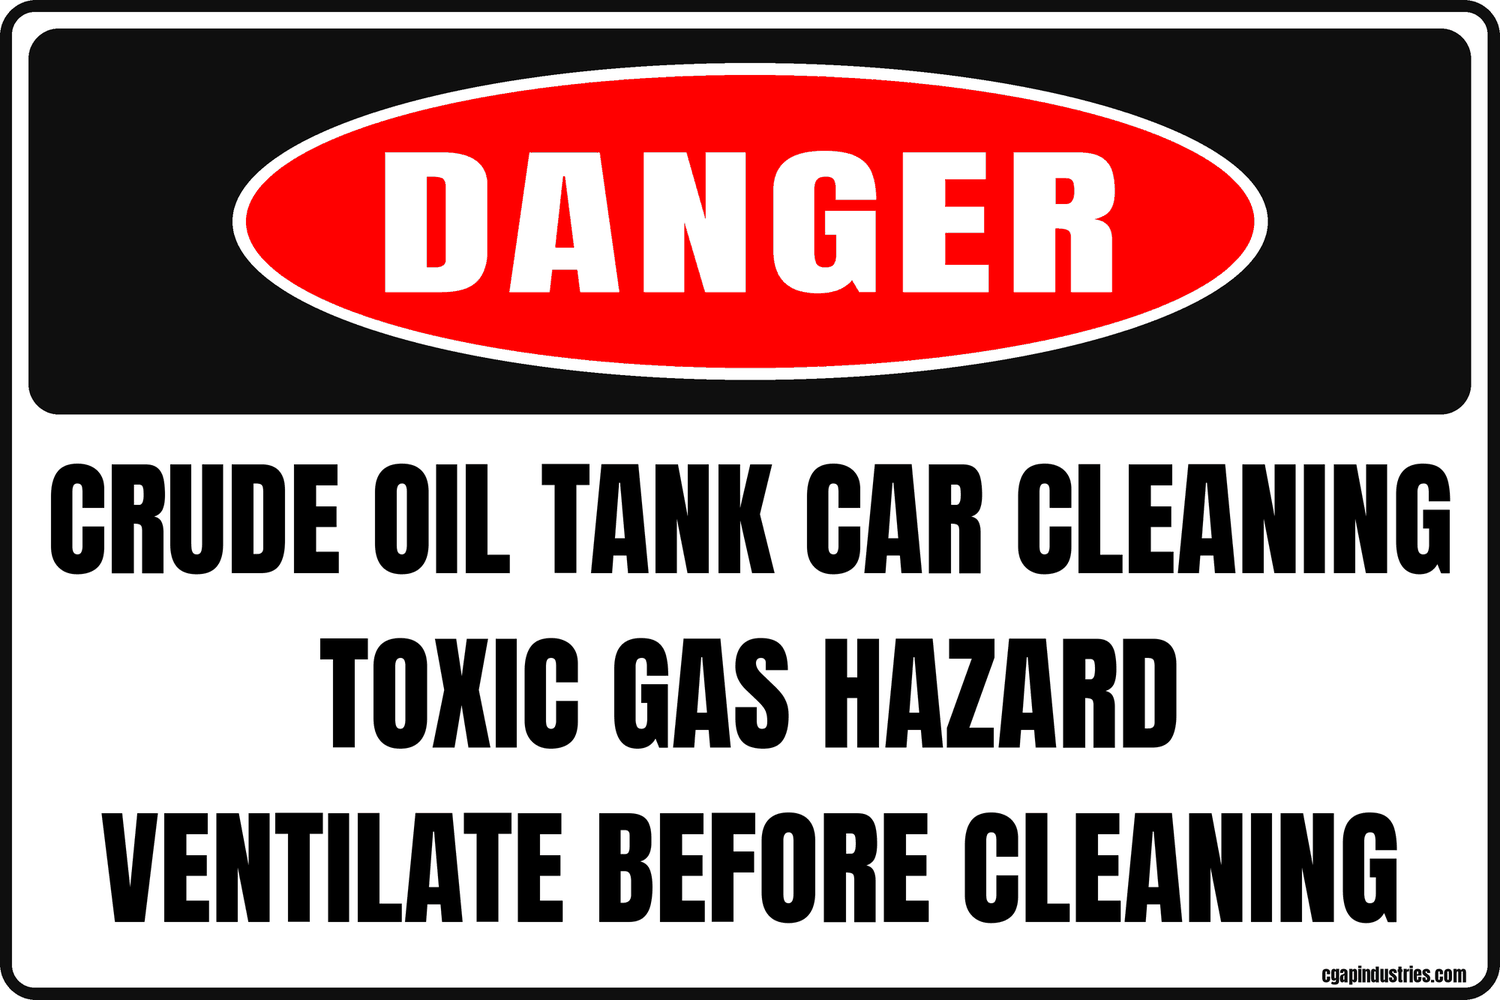 DANGER
CRUDE OIL TANK CAR CLEANING
TOXIC GAS HAZARD
VENTILATE BEFORE CLEANING
cgapindustries.com